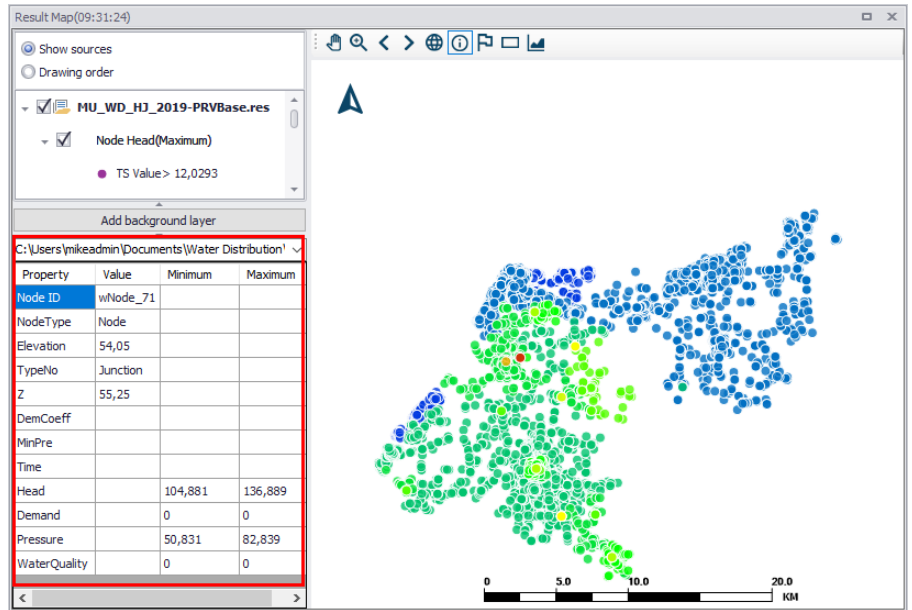 Result Map(09:31:24)
Show sources
Drawing order
MU_WD_HJ_2019-PRVBase.res
Node Head(Maximum)
TS Value> 12,0293
Add background layer
C:\Users\mikeadmin\Documents\Water Distribution\
Property Value Minimum Maximum
Node ID wNode_71
NodeType Node
Elevation 54,05
TypeNo Junction
Z 55,25
DemCoeff
MinPre
Time
Head 104,881 136,889
Demand 0 0
Pressure 50,831 82,839
WaterQuality 0 0
0 5.0 10.0 20.0
KM